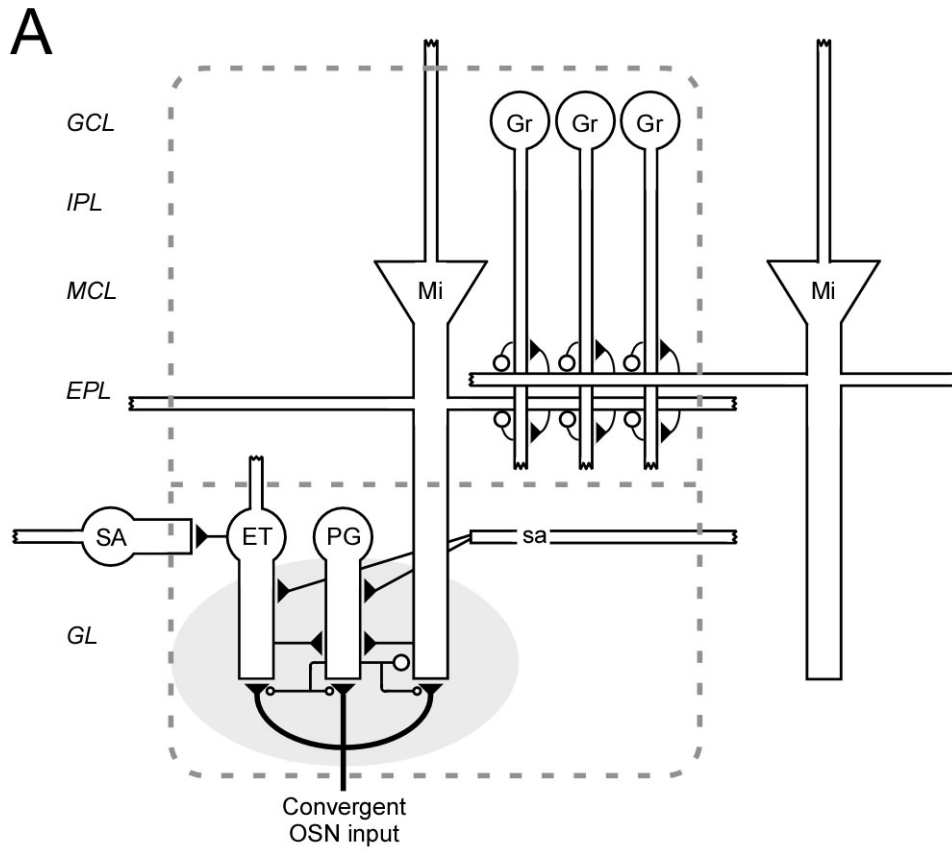 A
GCL
Gr Gr Gr
IPL
MCL
Mi Mi
EPL
SA ET PG sa
GL
Convergent
OSN input